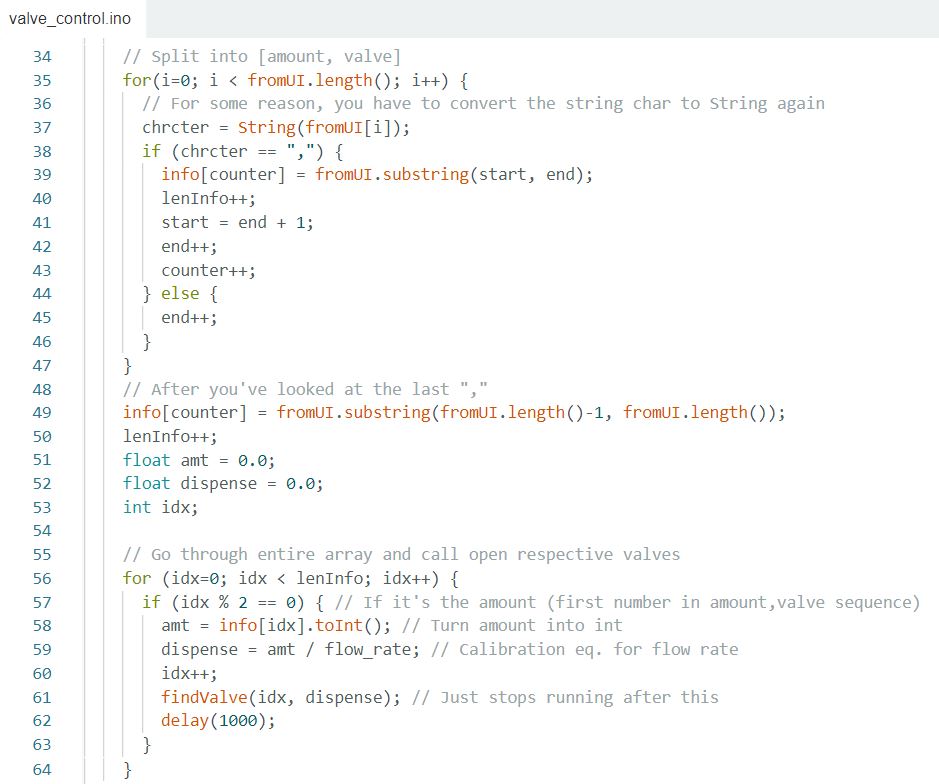 valve_control.ino
34 // Split into [amount, valve]
35 for(i=0; i < fromUI.length(); i++) {
36 // For some reason, you have to convert the string char to String again
37 chrcter = String(fromUI[i]);
38 if (chrcter == ",") {
39 info[counter] = fromUI.substring(start, end);
40 lenInfo++;
41 start = end + 1;
42 end++;
43 counter++;
44 } else {
45 end++;
46 }
47 }
48 // After you've looked at the last ","
49 info[counter] = fromUI.substring(fromUI.length()-1, fromUI.length());
50 lenInfo++;
51 float amt = 0.0;
52 float dispense = 0.0;
53 int idx;
54
55 // Go through entire array and call open respective valves
56 for (idx=0; idx < lenInfo; idx++) {
57 if (idx % 2 == 0) { // If it's the amount (first number in amount,valve sequence)
58 amt = info[idx].toInt(); // Turn amount into int
59 dispense = amt / flow_rate; // Calibration eq. for flow rate
60 idx++;
61 findValve(idx, dispense); // Just stops running after this
62 delay(1000);
63 }
64 }